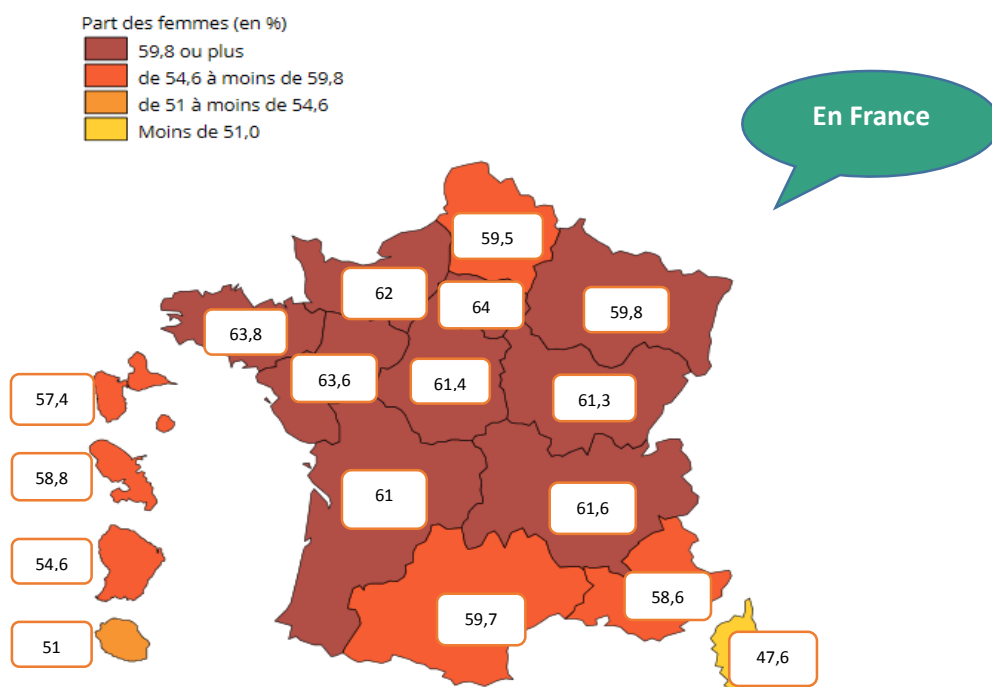 Part des femmes (en %)
59,8 ou plus
de 54,6 à moins de 59,8
de 51 à moins de 54,6
Moins de 51,0
En France
59,5
62
64
59,8
63,8
63,6
61,4
61,3
57,4
58,8
61
61,6
54,6
58,6
59,7
51
47,6